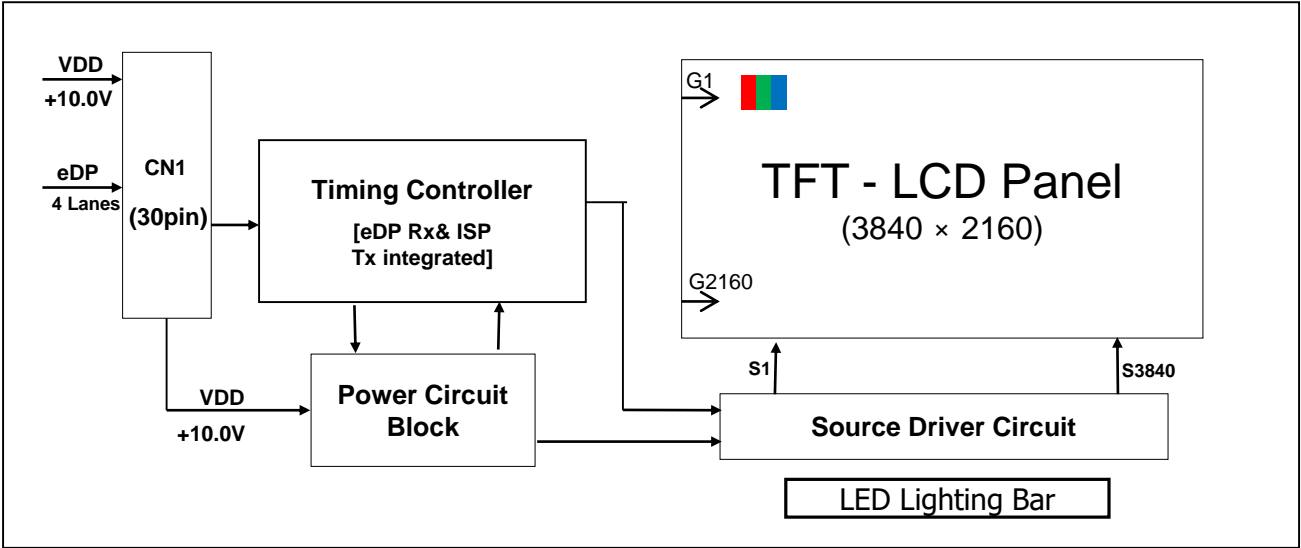 VDD
+10.0V
eDP
4 Lanes
CN1
(30pin)
Timing Controller
[eDP Rx& ISP
Tx integrated]
VDD
+10.0V
Power Circuit
Block
G1
TFT - LCD Panel
(3840 × 2160)
G2160
S1
S3840
Source Driver Circuit
LED Lighting Bar